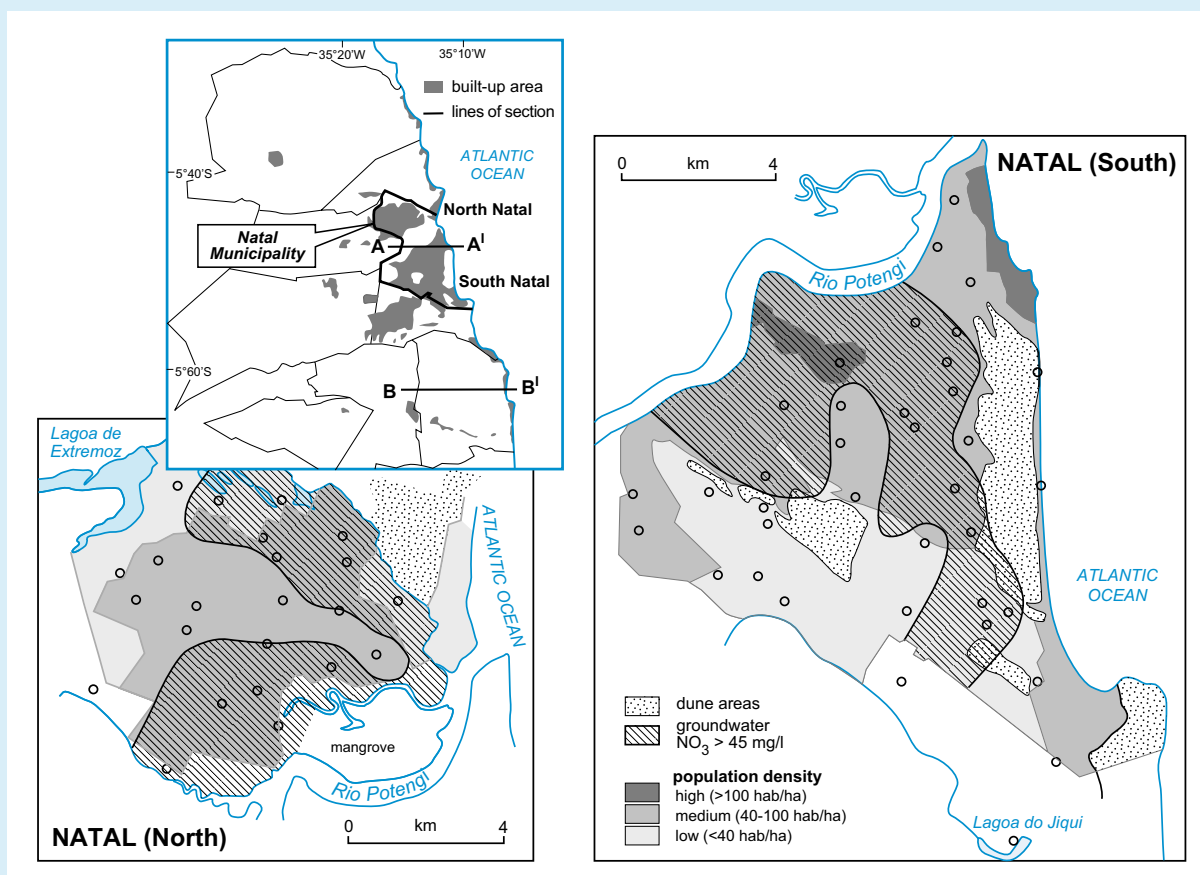 35°20'W
35°10'W
built-up area
lines of section
ATLANTIC
OCEAN
5°40'S
North Natal
Natal
Municipality
A
A^I
South Natal
5°60'S
B
B^I
Lagoa de
Extremoz
ATLANTIC OCEAN
mangrove
Rio Potengi
NATAL (North)
0
km
4
0
km
4
NATAL (South)
Rio Potengi
ATLANTIC
OCEAN
dune areas
groundwater
NO3 > 45 mg/l
population density
high (>100 hab/ha)
medium (40-100 hab/ha)
low (<40 hab/ha)
Lagoa do Jiqui